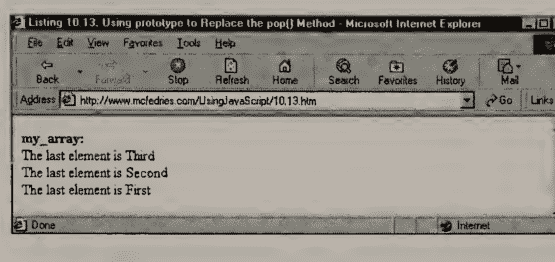 Listing 10.13. Using prototype to Replace the pop() Method - Microsoft Internet Explorer
File Edit View Favorites Tools Help
Back Forward Stop Refresh Home Search Favorites History Mail
Address http://www.mcfedries.com/UsingJavaScript/10.13.htm Go Links
my_array:
The last element is Third
The last element is Second
The last element is First
Done Internet